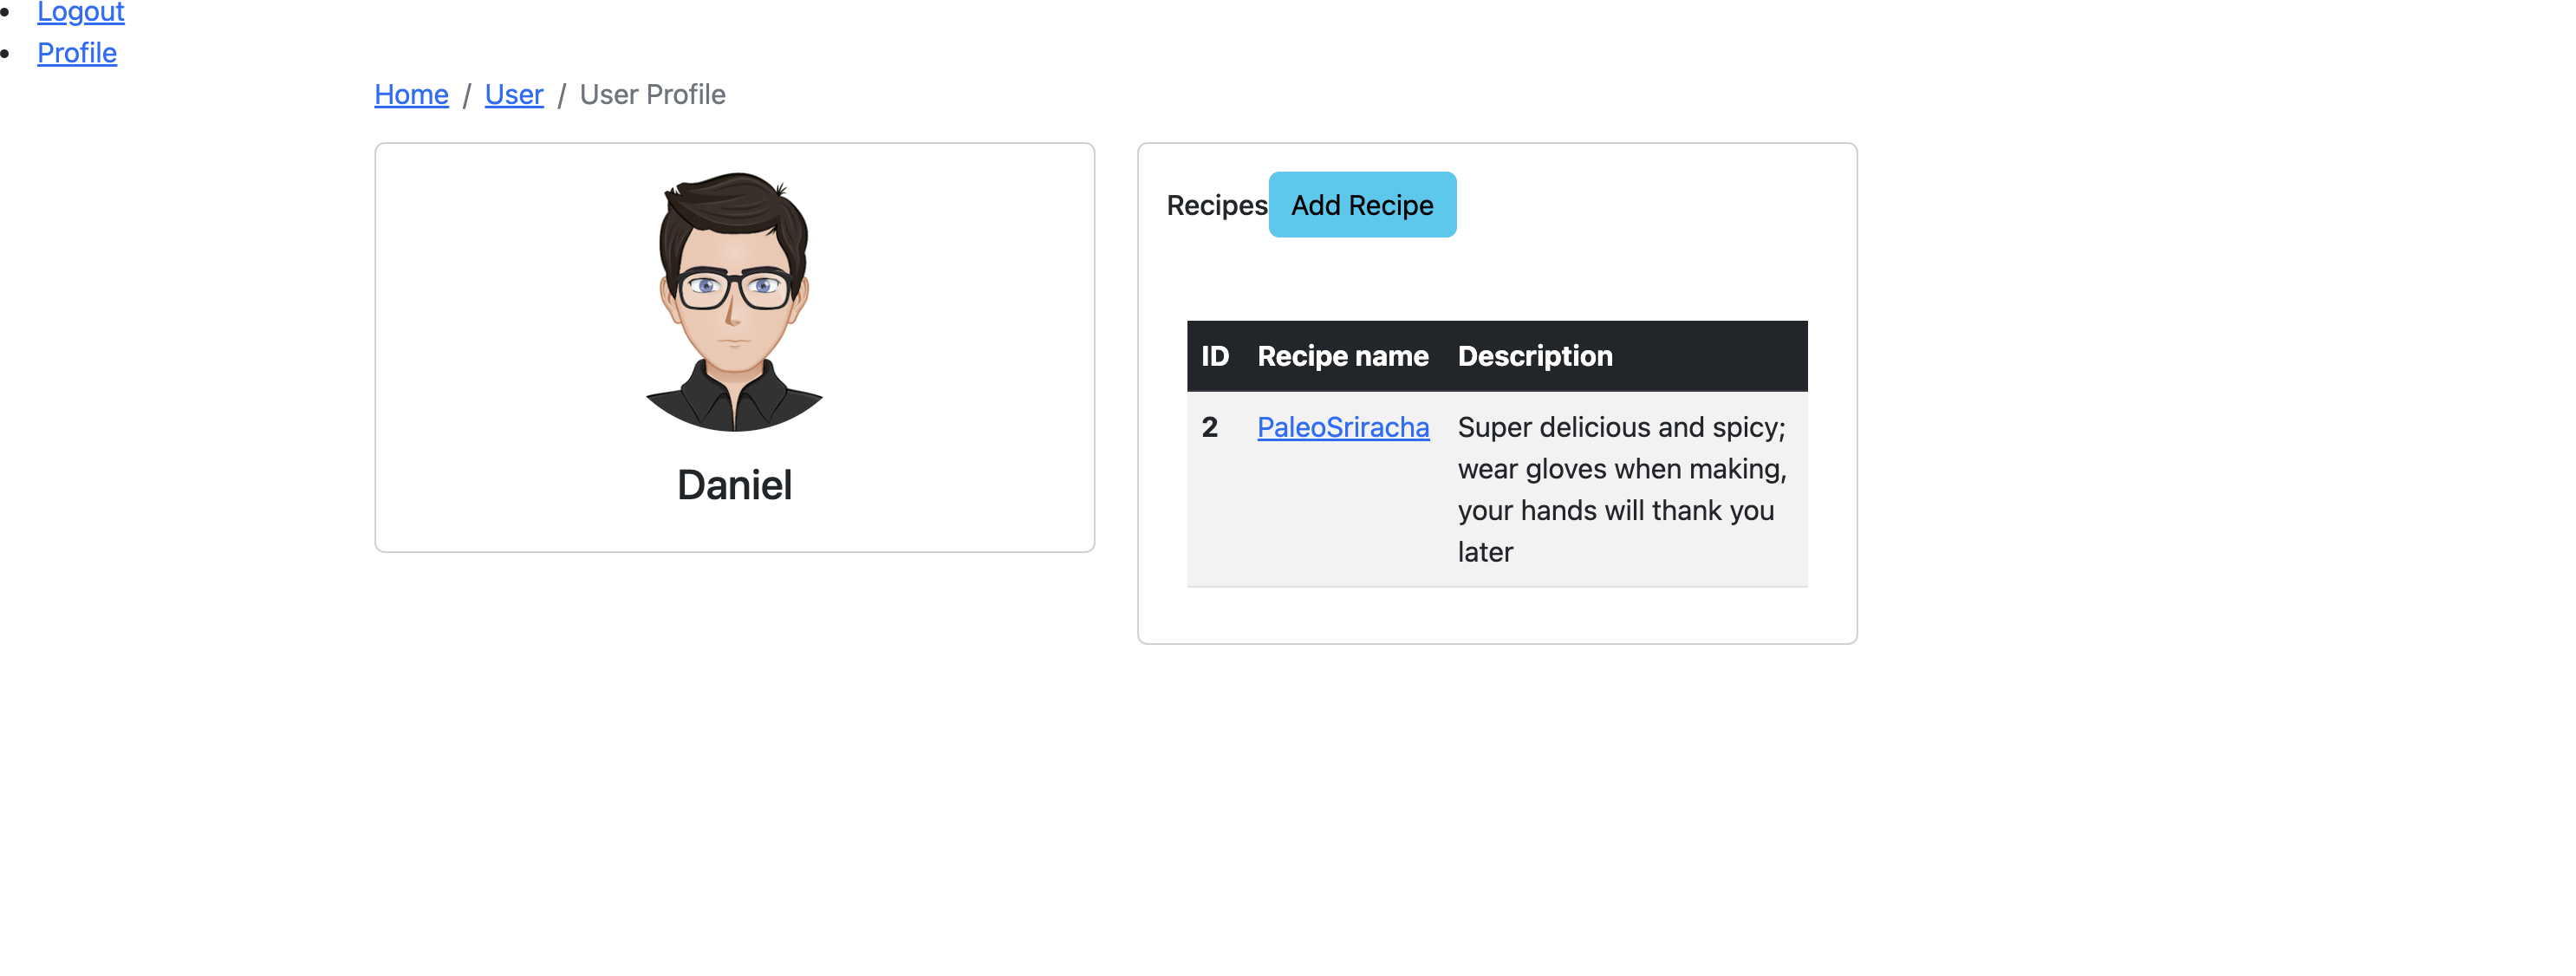 Logout
Profile
Home / User / User Profile
Daniel
Recipes Add Recipe
ID Recipe name Description
2 PaleoSriracha Super delicious and spicy;
wear gloves when making,
your hands will thank you
later